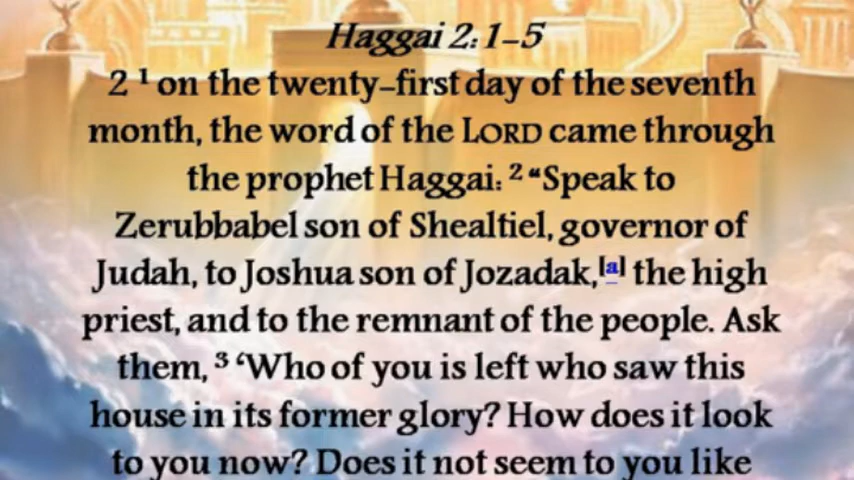 Haggai 2:1–5
2 ¹ on the twenty-first day of the seventh
month, the word of the LORD came through
the prophet Haggai: ² “Speak to
Zerubbabel son of Shealtiel, governor of
Judah, to Joshua son of Jozadak,[a] the high
priest, and to the remnant of the people. Ask
them, ³ ‘Who of you is left who saw this
house in its former glory? How does it look
to you now? Does it not seem to you like